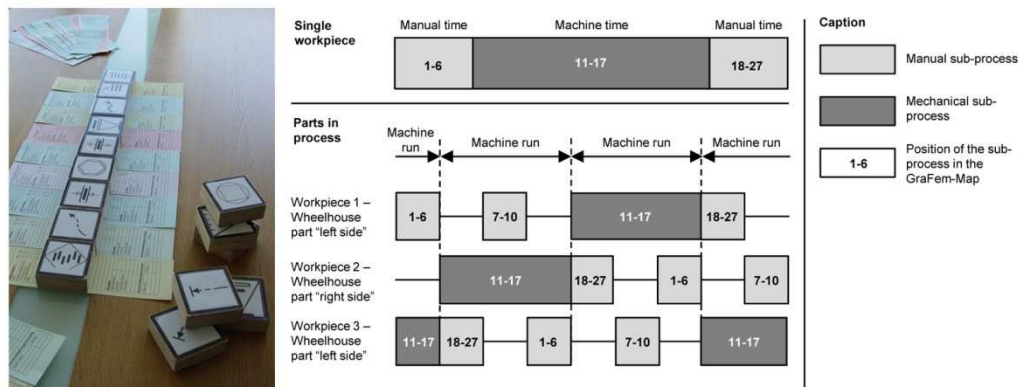 Single
workpiece
Manual time
Machine time
Manual time
1-6
11-17
18-27
Parts in
process
Machine
run
Machine run
Machine run
Machine run
Workpiece 1 –
Wheelhouse
part “left side”
1-6
7-10
11-17
18-27
Workpiece 2 –
Wheelhouse
part “right side”
11-17
18-27
1-6
7-10
Workpiece 3 –
Wheelhouse
part “left side”
11-17
18-27
1-6
7-10
11-17
Caption
Manual sub-process
Mechanical sub-
process
1-6
Position of the sub-
process in the
GraFem-Map